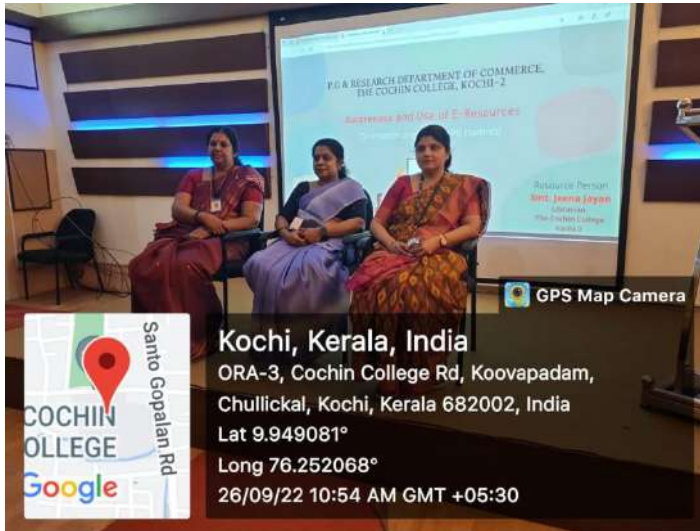 P.G & RESEARCH DEPARTMENT OF COMMERCE,
THE COCHIN COLLEGE, KOCHI-2
Awareness and Use of E-Resources
Resource Person
Smt. Jeena Jayan
Librarian
The Cochin College
Kochi-2
GPS Map Camera
Kochi, Kerala, India
ORA-3, Cochin College Rd, Koovapadam,
Chullickal, Kochi, Kerala 682002, India
Lat 9.949081°
Long 76.252068°
26/09/22 10:54 AM GMT +05:30
Santo Gopalan Rd
COCHIN
OLLEGE
Google